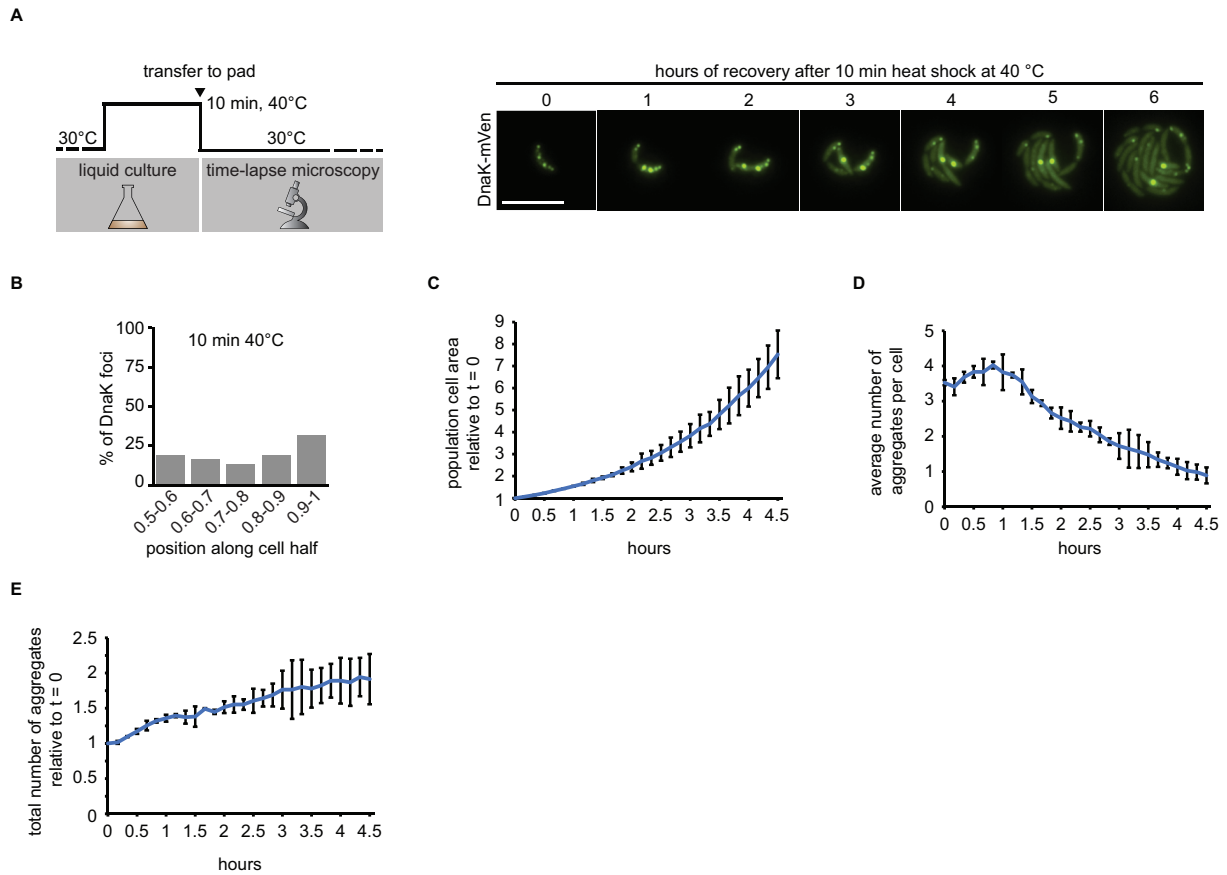 A
transfer to pad
10 min, 40°C
30°C
30°C
liquid culture
time-lapse microscopy
hours of recovery after 10 min heat shock at 40 °C
0 1 2 3 4 5 6
DnaK-mVen
B
10 min 40°C
% of DnaK foci
100
75
50
25
0
0.5-0.6 0.6-0.7 0.7-0.8 0.8-0.9 0.9-1
position along cell half
C
population cell area
relative to t = 0
9
8
7
6
5
4
3
2
1
0 0.5 1 1.5 2 2.5 3 3.5 4 4.5
hours
D
average number of
aggregates per cell
5
4
3
2
1
0
0 0.5 1 1.5 2 2.5 3 3.5 4 4.5
hours
E
total number of aggregates
relative to t = 0
2.5
2
1.5
1
0.5
0
0 0.5 1 1.5 2 2.5 3 3.5 4 4.5
hours